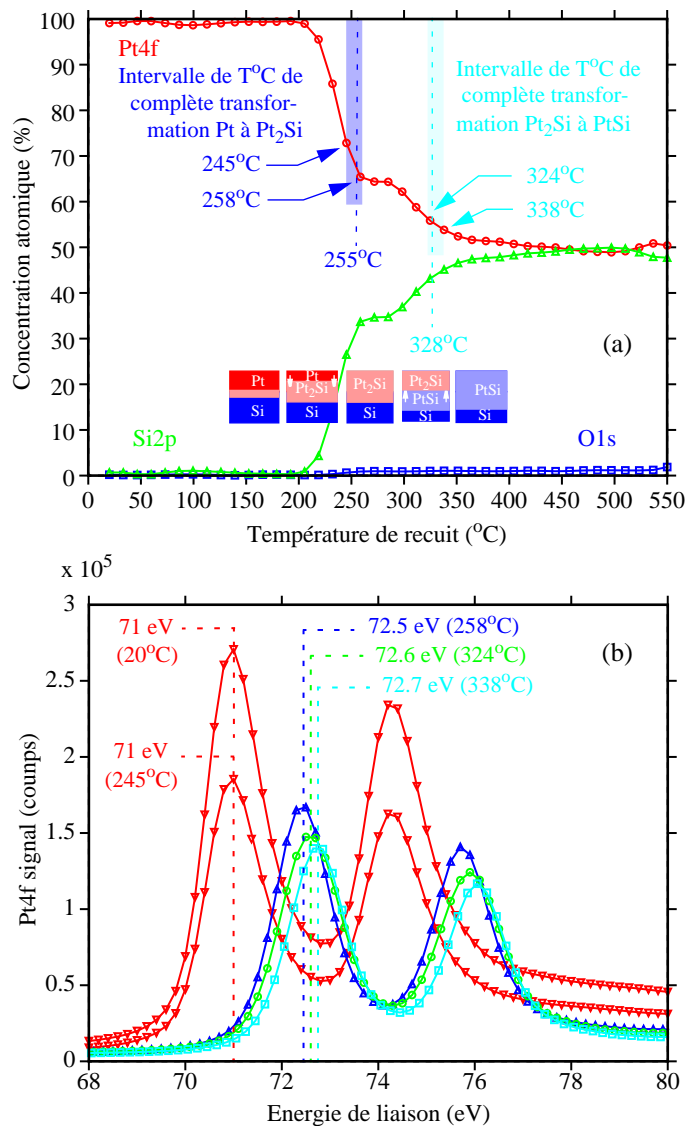 100
90
80
70
60
50
40
30
20
10
0
Concentration atomique (%)
Pt4f
Intervalle de T°C de
complète transfor-
mation Pt à Pt2Si
245°C
258°C
255°C
Intervalle de T°C de
complète transfor-
mation Pt2Si à PtSi
324°C
338°C
328°C
(a)
Pt
Si
Pt
Pt2Si
Si
Pt2Si
Si
Pt2Si
PtSi
Si
PtSi
Si
Si2p
O1s
0 50 100 150 200 250 300 350 400 450 500 550
Température de recuit (°C)
x 10^5
3
2.5
2
1.5
1
0.5
0
Pt4f signal (counps)
71 eV
(20°C)
71 eV
(245°C)
72.5 eV (258°C)
72.6 eV (324°C)
72.7 eV (338°C)
(b)
68 70 72 74 76 78 80
Energie de liaison (eV)